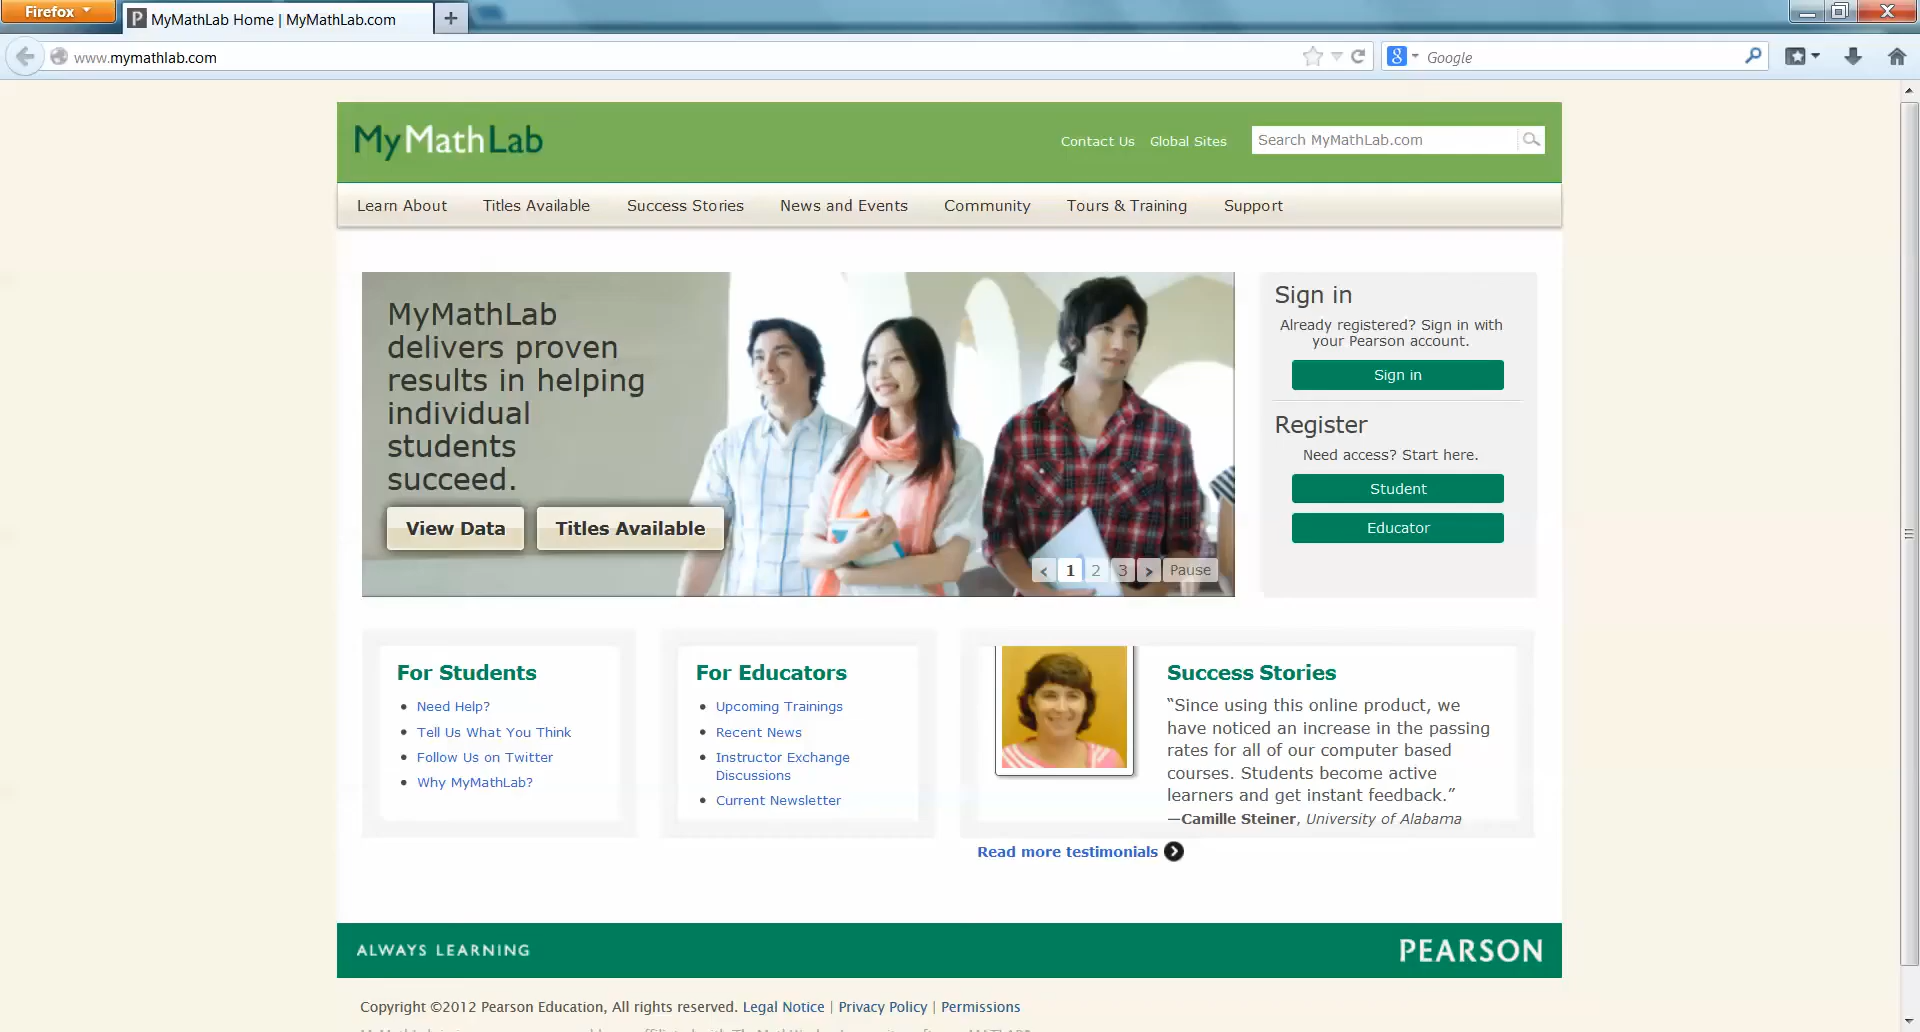 Firefox
MyMathLab Home | MyMathLab.com
www.mymathlab.com
Google
MyMathLab
Contact Us
Global Sites
Search MyMathLab.com
Learn About
Titles Available
Success Stories
News and Events
Community
Tours & Training
Support
MyMathLab
delivers proven
results in helping
individual
students
succeed.
View Data
Titles Available
< 1 2 3 > Pause
Sign in
Already registered? Sign in with
your Pearson account.
Sign in
Register
Need access? Start here.
Student
Educator
For Students
Need Help?
Tell Us What You Think
Follow Us on Twitter
Why MyMathLab?
For Educators
Upcoming Trainings
Recent News
Instructor Exchange
Discussions
Current Newsletter
Success Stories
“Since using this online product, we
have noticed an increase in the passing
rates for all of our computer based
courses. Students become active
learners and get instant feedback.”
—Camille Steiner, University of Alabama
Read more testimonials
ALWAYS LEARNING
PEARSON
Copyright ©2012 Pearson Education, All rights reserved. Legal Notice | Privacy Policy | Permissions